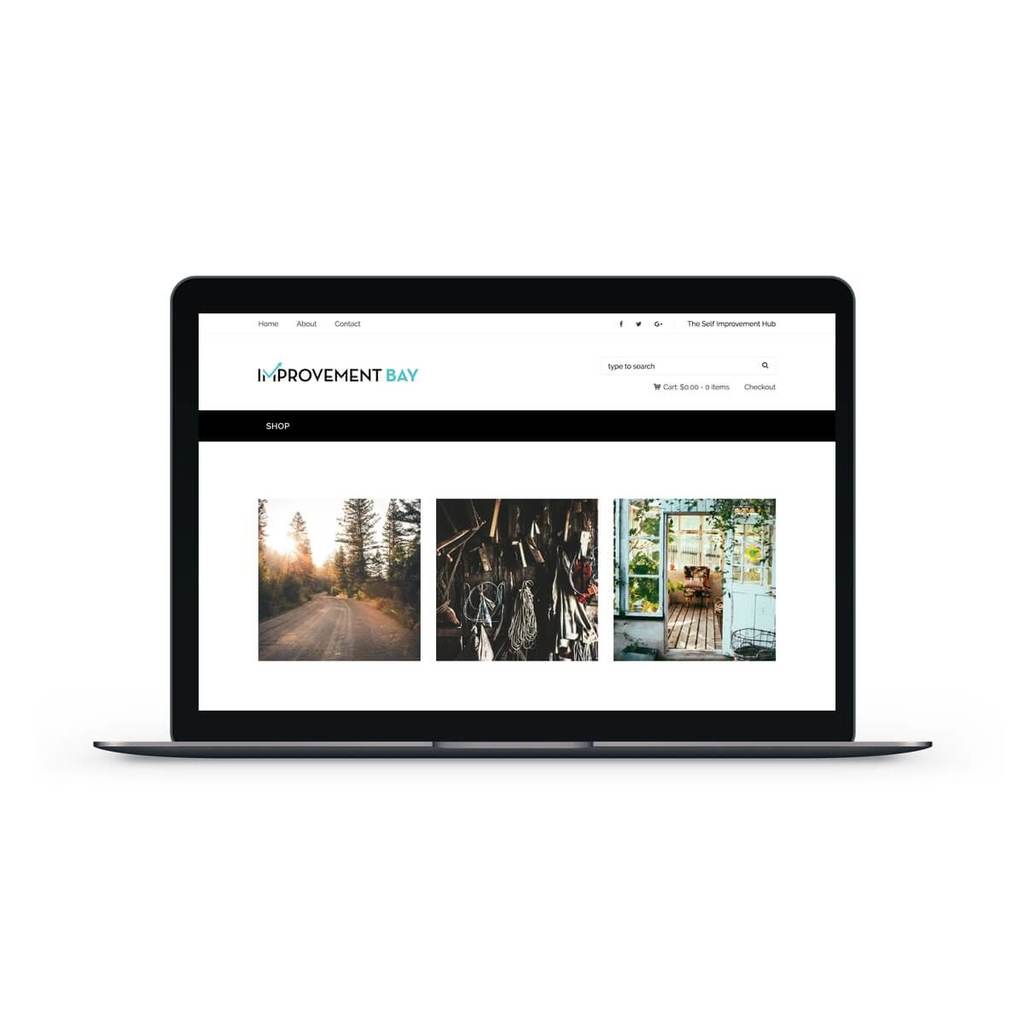 Home About Contact The Self Improvement Hub
IMPROVEMENT BAY
type to search
Cart: $0.00 - 0 items Checkout
SHOP